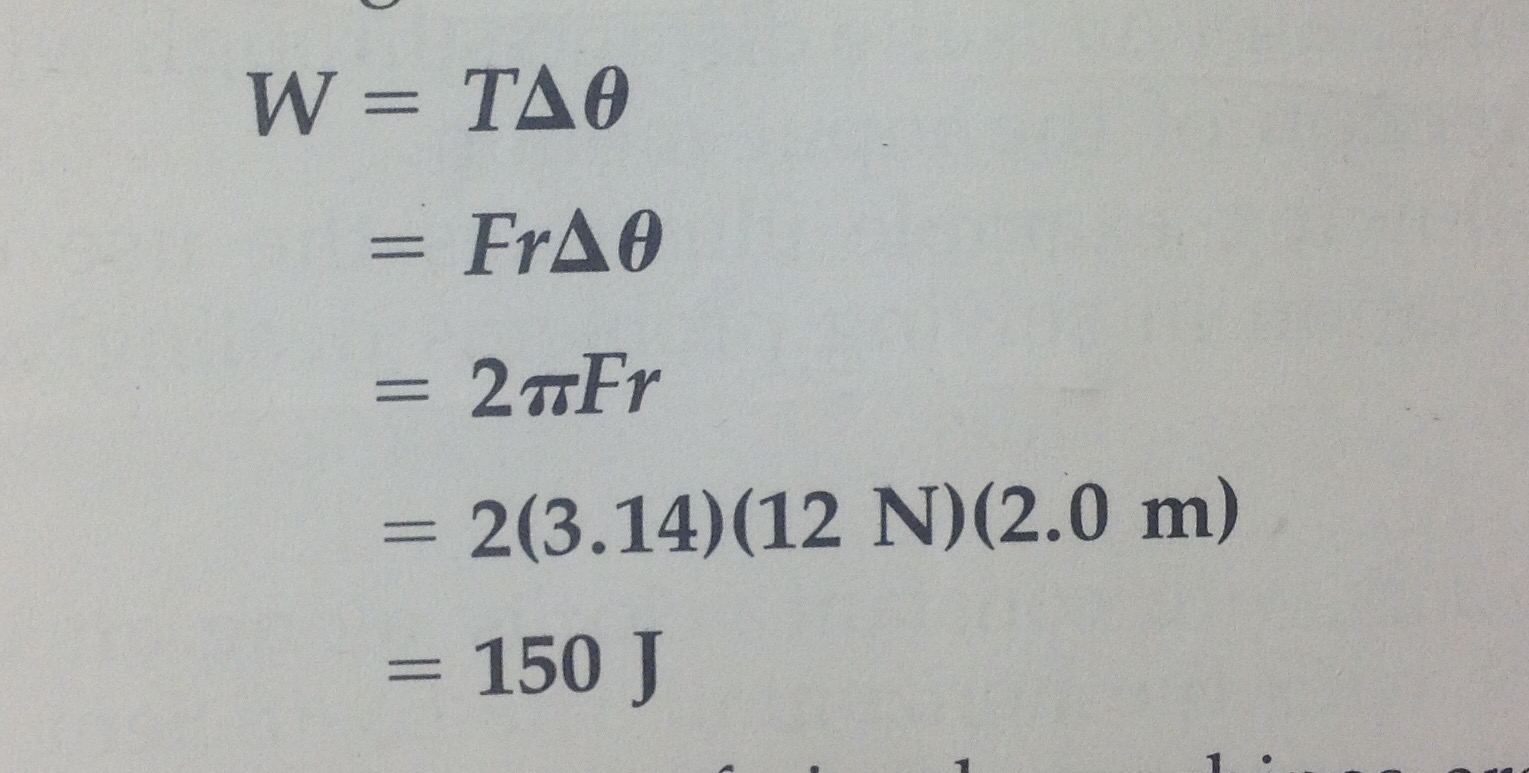 W = TΔθ
= FrΔθ
= 2πFr
= 2(3.14)(12 N)(2.0 m)
= 150 J